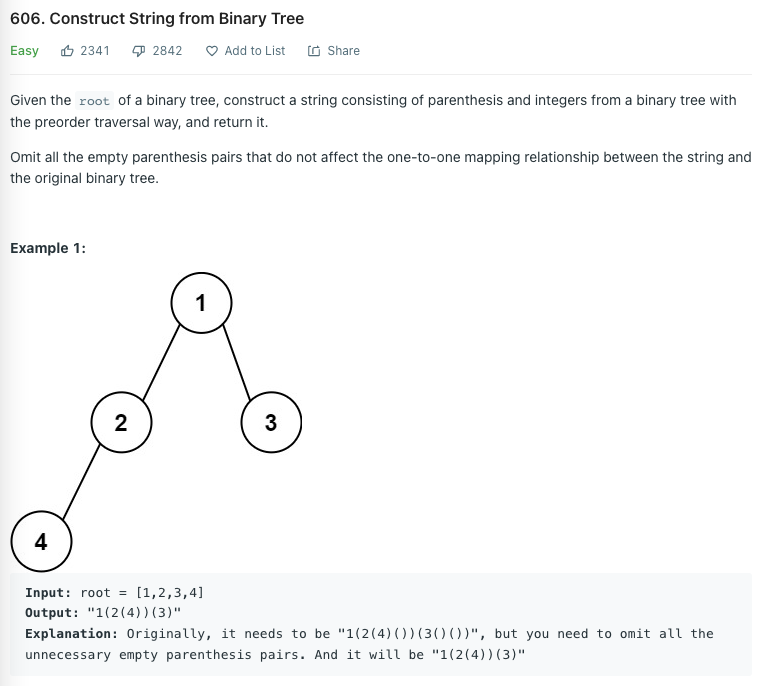 606. Construct String from Binary Tree
Easy 2341 2842 Add to List Share
Given the root of a binary tree, construct a string consisting of parenthesis and integers from a binary tree with
the preorder traversal way, and return it.
Omit all the empty parenthesis pairs that do not affect the one-to-one mapping relationship between the string and
the original binary tree.
Example 1:
1
2 3
4
Input: root = [1,2,3,4]
Output: "1(2(4))(3)"
Explanation: Originally, it needs to be "1(2(4)())(3()())", but you need to omit all the
unnecessary empty parenthesis pairs. And it will be "1(2(4))(3)"